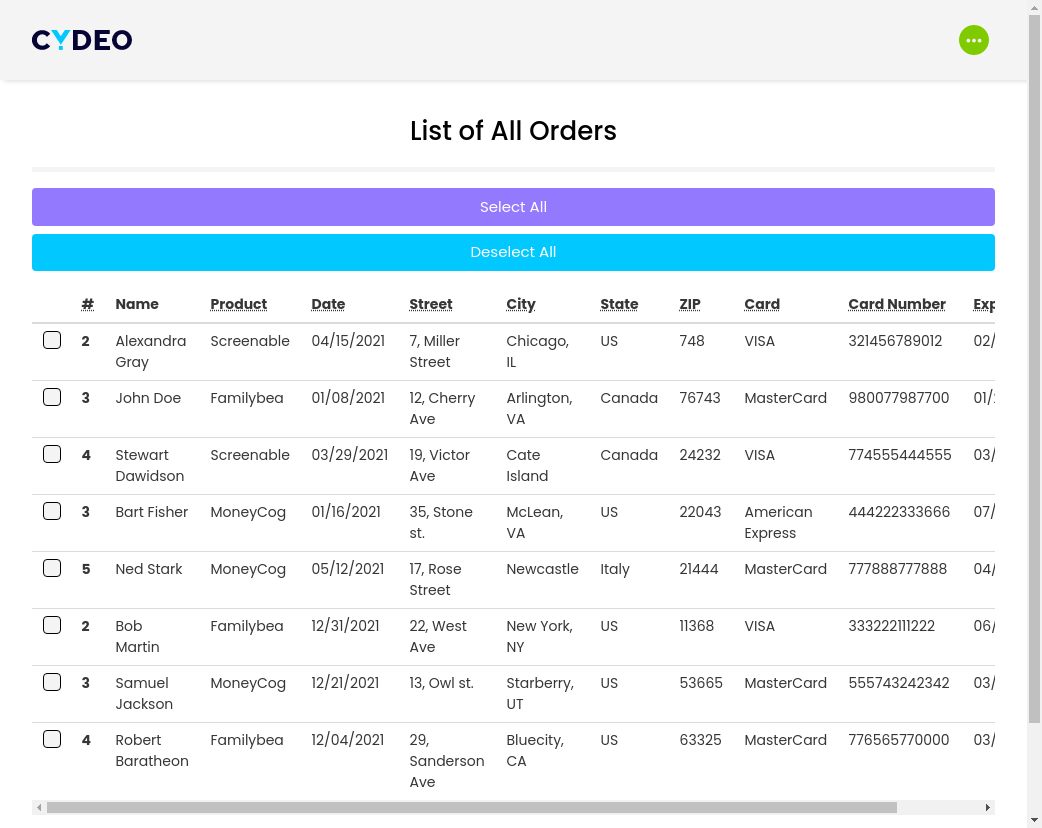 CYDEO
List of All Orders
Select All
Deselect All
# Name Product Date Street City State ZIP Card Card Number Exp
2 Alexandra Screenable 04/15/2021 7, Miller Chicago, US 748 VISA 321456789012 02/
Gray Street IL
3 John Doe Familybea 01/08/2021 12, Cherry Arlington, Canada 76743 MasterCard 980077987700 01/
Ave VA
4 Stewart Screenable 03/29/2021 19, Victor Cate Canada 24232 VISA 774555444555 03/
Dawidson Ave Island
3 Bart Fisher MoneyCog 01/16/2021 35, Stone McLean, US 22043 American 444222333666 07/
st. VA Express
5 Ned Stark MoneyCog 05/12/2021 17, Rose Newcastle Italy 21444 MasterCard 777888777888 04/
Street
2 Bob Familybea 12/31/2021 22, West New York, US 11368 VISA 333222111222 06/
Martin Ave NY
3 Samuel MoneyCog 12/21/2021 13, Owl st. Starberry, US 53665 MasterCard 555743242342 03/
Jackson UT
4 Robert Familybea 12/04/2021 29, Bluecity, US 63325 MasterCard 776565770000 03/
Baratheon Sanderson CA
Ave